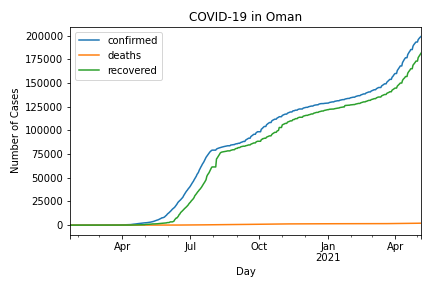 COVID-19 in Oman
confirmed
deaths
recovered
Number of Cases
200000
175000
150000
125000
100000
75000
50000
25000
0
Apr
Jul
Oct
Jan
2021
Apr
Day